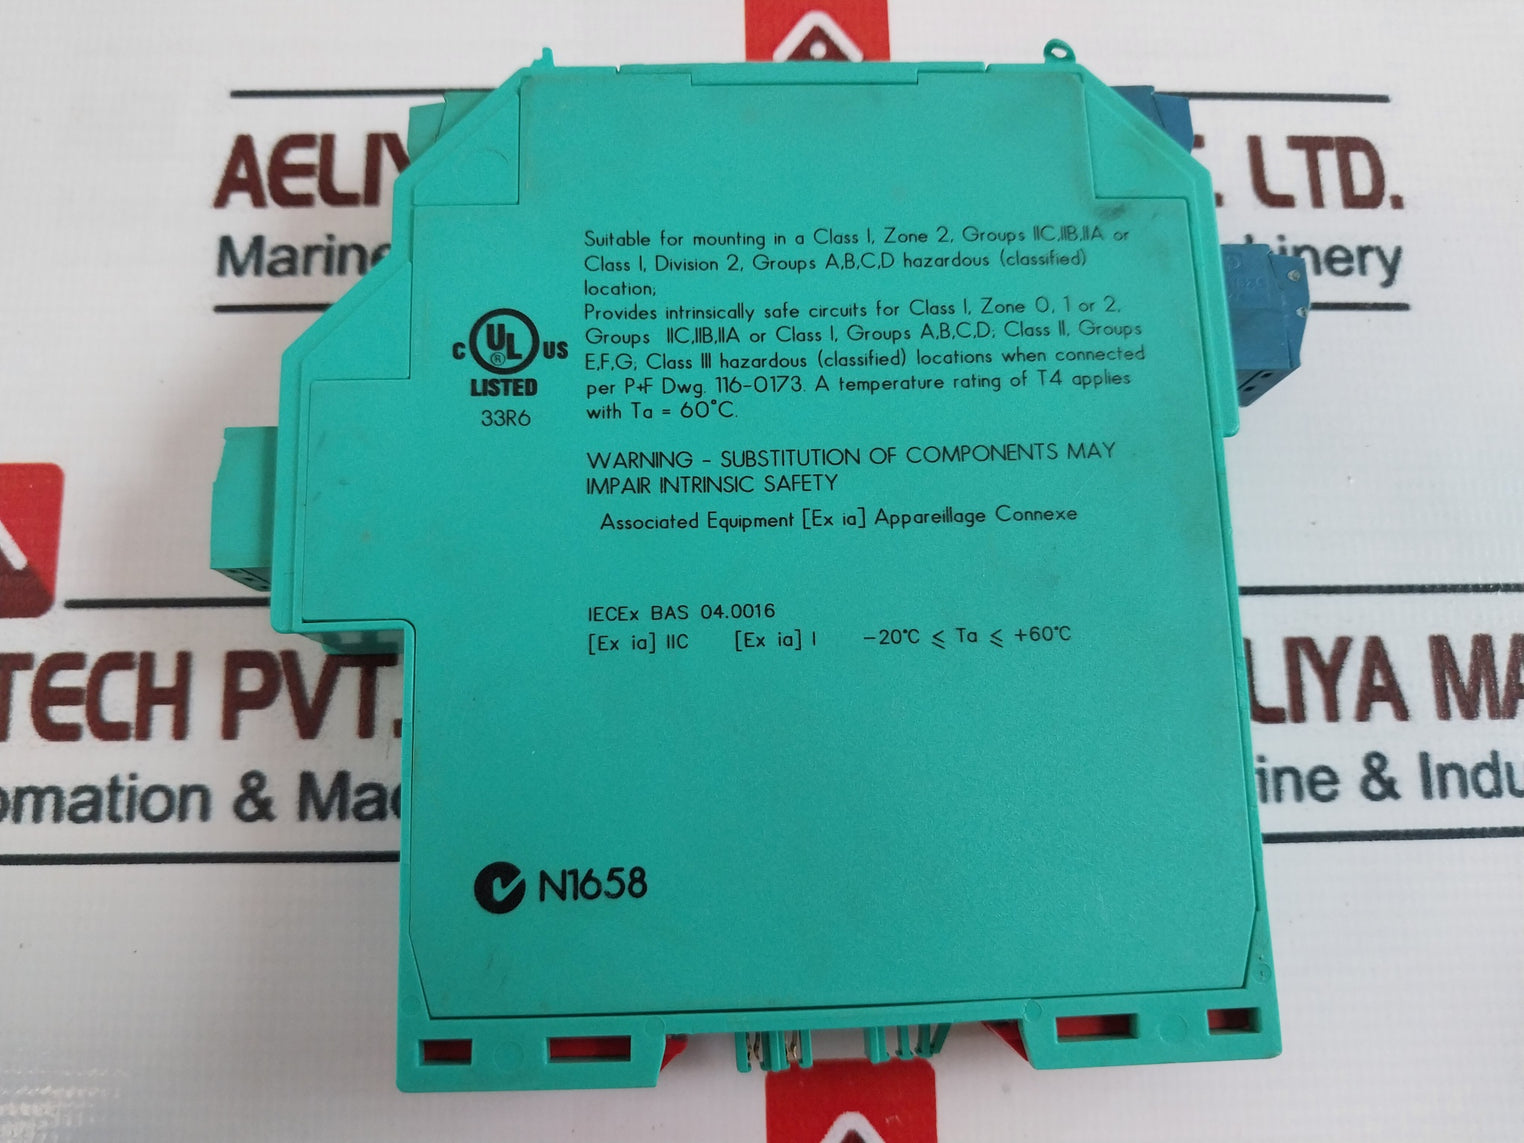 AELIY LTD.
Marine inery
Suitable for mounting in a Class I, Zone 2, Groups IIC,IIB,IIA or
Class I, Division 2, Groups A,B,C,D hazardous (classified)
location;
Provides intrinsically safe circuits for Class I, Zone 0, 1 or 2,
Groups IIC,IIB,IIA or Class I, Groups A,B,C,D; Class II, Groups
E,F,G; Class III hazardous (classified) locations when connected
per P+F Dwg. 116-0173. A temperature rating of T4 applies
with Ta = 60°C.
C UL ® US
LISTED
33R6
WARNING - SUBSTITUTION OF COMPONENTS MAY
IMPAIR INTRINSIC SAFETY
Associated Equipment [Ex ia] Appareillage Connexe
IECEx BAS 04.0016
[Ex ia] IIC [Ex ia] I -20°C ≤ Ta ≤ +60°C
TECH PVT. LIYA MA
omation & Mac ine & Indu
N1658